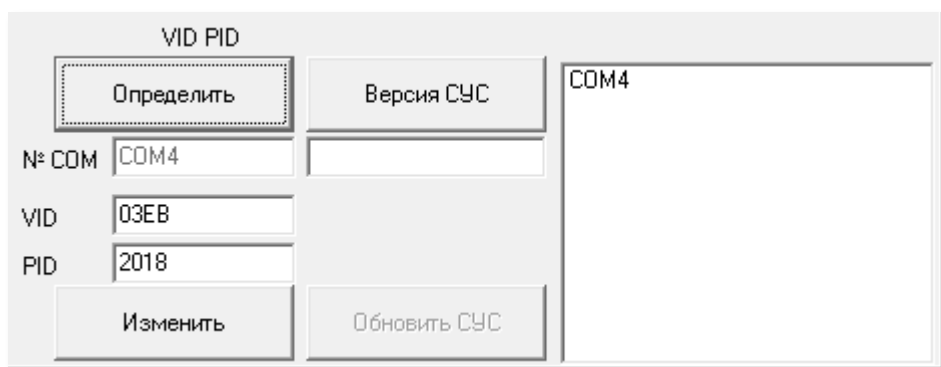 VID PID
Определить
Версия СУС
COM4
№ COM
COM4
VID
03EB
PID
2018
Изменить
Обновить СУС